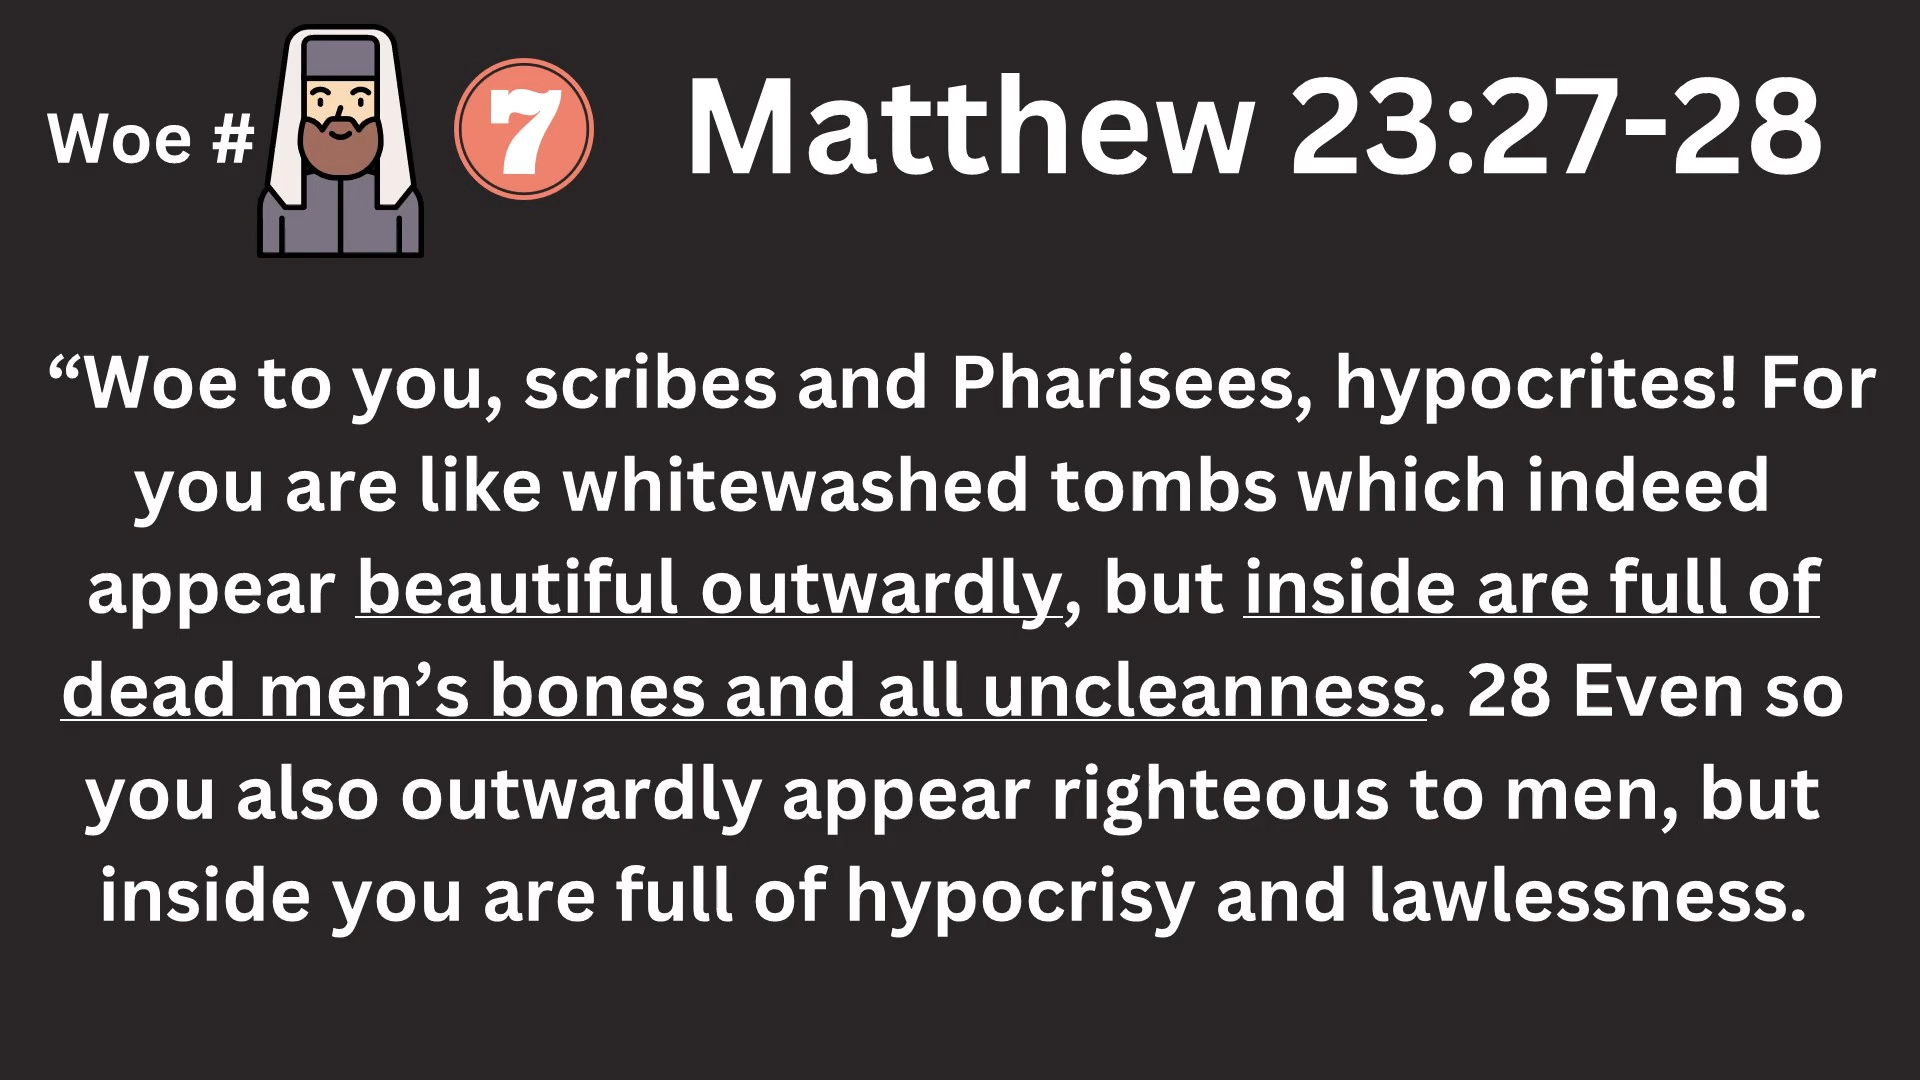 Woe # 7 Matthew 23:27-28
“Woe to you, scribes and Pharisees, hypocrites! For
you are like whitewashed tombs which indeed
appear beautiful outwardly, but inside are full of
dead men’s bones and all uncleanness. 28 Even so
you also outwardly appear righteous to men, but
inside you are full of hypocrisy and lawlessness.